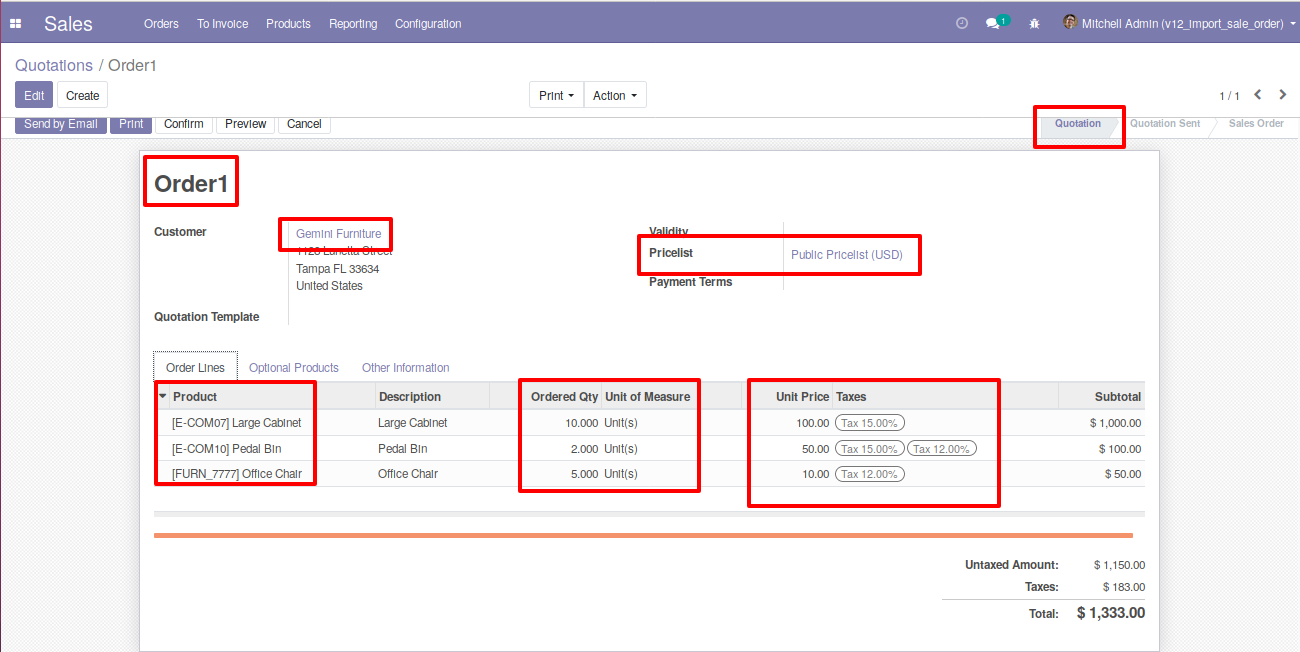 Sales Orders To Invoice Products Reporting Configuration 1 Mitchell Admin (v12_import_sale_order)
Quotations / Order1
Edit Create Print Action 1 / 1
Send by Email Print Confirm Preview Cancel Quotation Quotation Sent Sales Order
Order1
Customer Gemini Furniture Validity
1128 Lunetta Street Pricelist Public Pricelist (USD)
Tampa FL 33634
United States Payment Terms
Quotation Template
Order Lines Optional Products Other Information
Product Description Ordered Qty Unit of Measure Unit Price Taxes Subtotal
[E-COM07] Large Cabinet Large Cabinet 10.000 Unit(s) 100.00 Tax 15.00% $ 1,000.00
[E-COM10] Pedal Bin Pedal Bin 2.000 Unit(s) 50.00 Tax 15.00% Tax 12.00% $ 100.00
[FURN_7777] Office Chair Office Chair 5.000 Unit(s) 10.00 Tax 12.00% $ 50.00
Untaxed Amount: $ 1,150.00
Taxes: $ 183.00
Total: $ 1,333.00